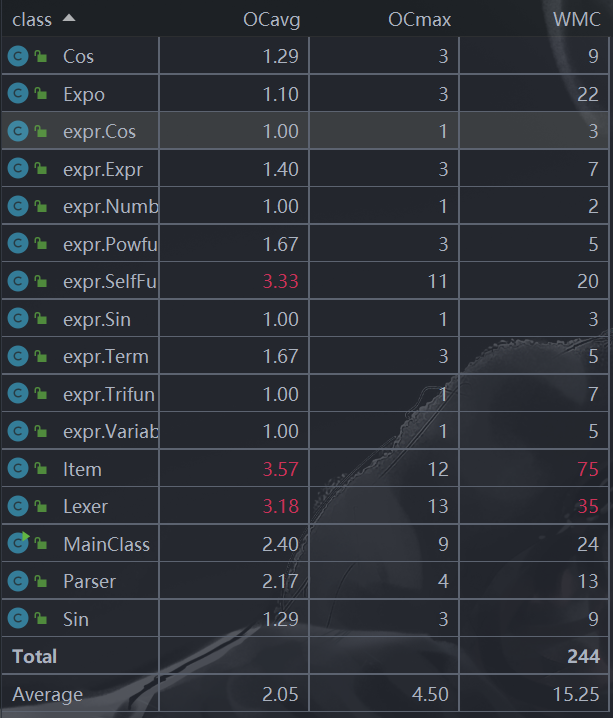 class OCavg OCmax WMC
Cos 1.29 3 9
Expo 1.10 3 22
expr.Cos 1.00 1 3
expr.Expr 1.40 3 7
expr.Numb 1.00 1 2
expr.Powfu 1.67 3 5
expr.SelfFu 3.33 11 20
expr.Sin 1.00 1 3
expr.Term 1.67 3 5
expr.Trifun 1.00 1 7
expr.Variab 1.00 1 5
Item 3.57 12 75
Lexer 3.18 13 35
MainClass 2.40 9 24
Parser 2.17 4 13
Sin 1.29 3 9
Total 244
Average 2.05 4.50 15.25